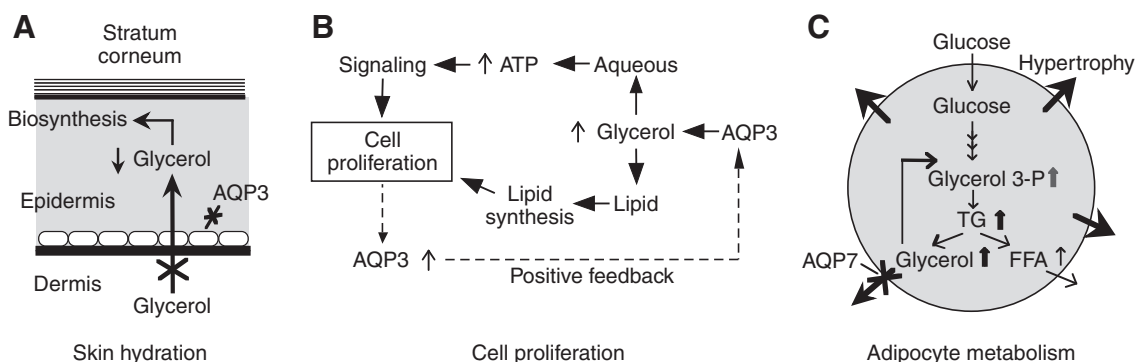 A
Stratum
corneum
Biosynthesis
Glycerol
AQP3
Epidermis
Dermis
Glycerol
Skin hydration
B
Signaling ↑ ATP Aqueous
Cell
proliferation
↑ Glycerol AQP3
Lipid
synthesis
Lipid
AQP3 ↑
Positive feedback
Cell proliferation
C
Glucose
Hypertrophy
Glucose
Glycerol 3-P
TG
AQP7
Glycerol FFA
Adipocyte metabolism